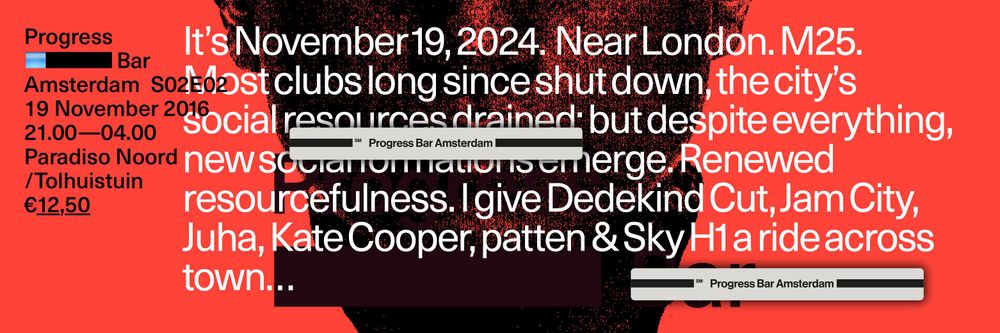 Progress
Bar
Amsterdam S02E02
19 November 2016
21.00—04.00
Paradiso Noord
/Tolhuistuin
€12,50
It’s November 19, 2024. Near London. M25.
Most clubs long since shut down, the city’s
social resources drained; but despite everything,
new social formations emerge. Renewed
resourcefulness. I give Dedekind Cut, Jam City,
Juha, Kate Cooper, patten & Sky H1 a ride across
town…
SM Progress Bar Amsterdam
SM Progress Bar Amsterdam